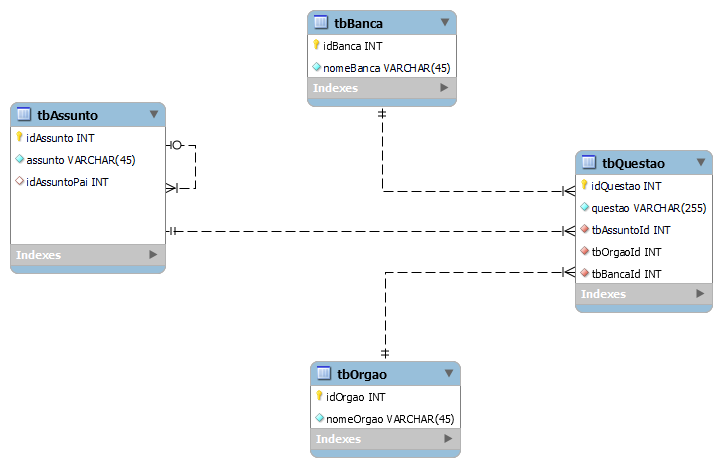 tbBanca
idBanca INT
nomeBanca VARCHAR(45)
Indexes
tbAssunto
idAssunto INT
assunto VARCHAR(45)
idAssuntoPai INT
Indexes
tbQuestao
idQuestao INT
questao VARCHAR(255)
tbAssuntoId INT
tbOrgaoId INT
tbBancaId INT
Indexes
tbOrgao
idOrgao INT
nomeOrgao VARCHAR(45)
Indexes